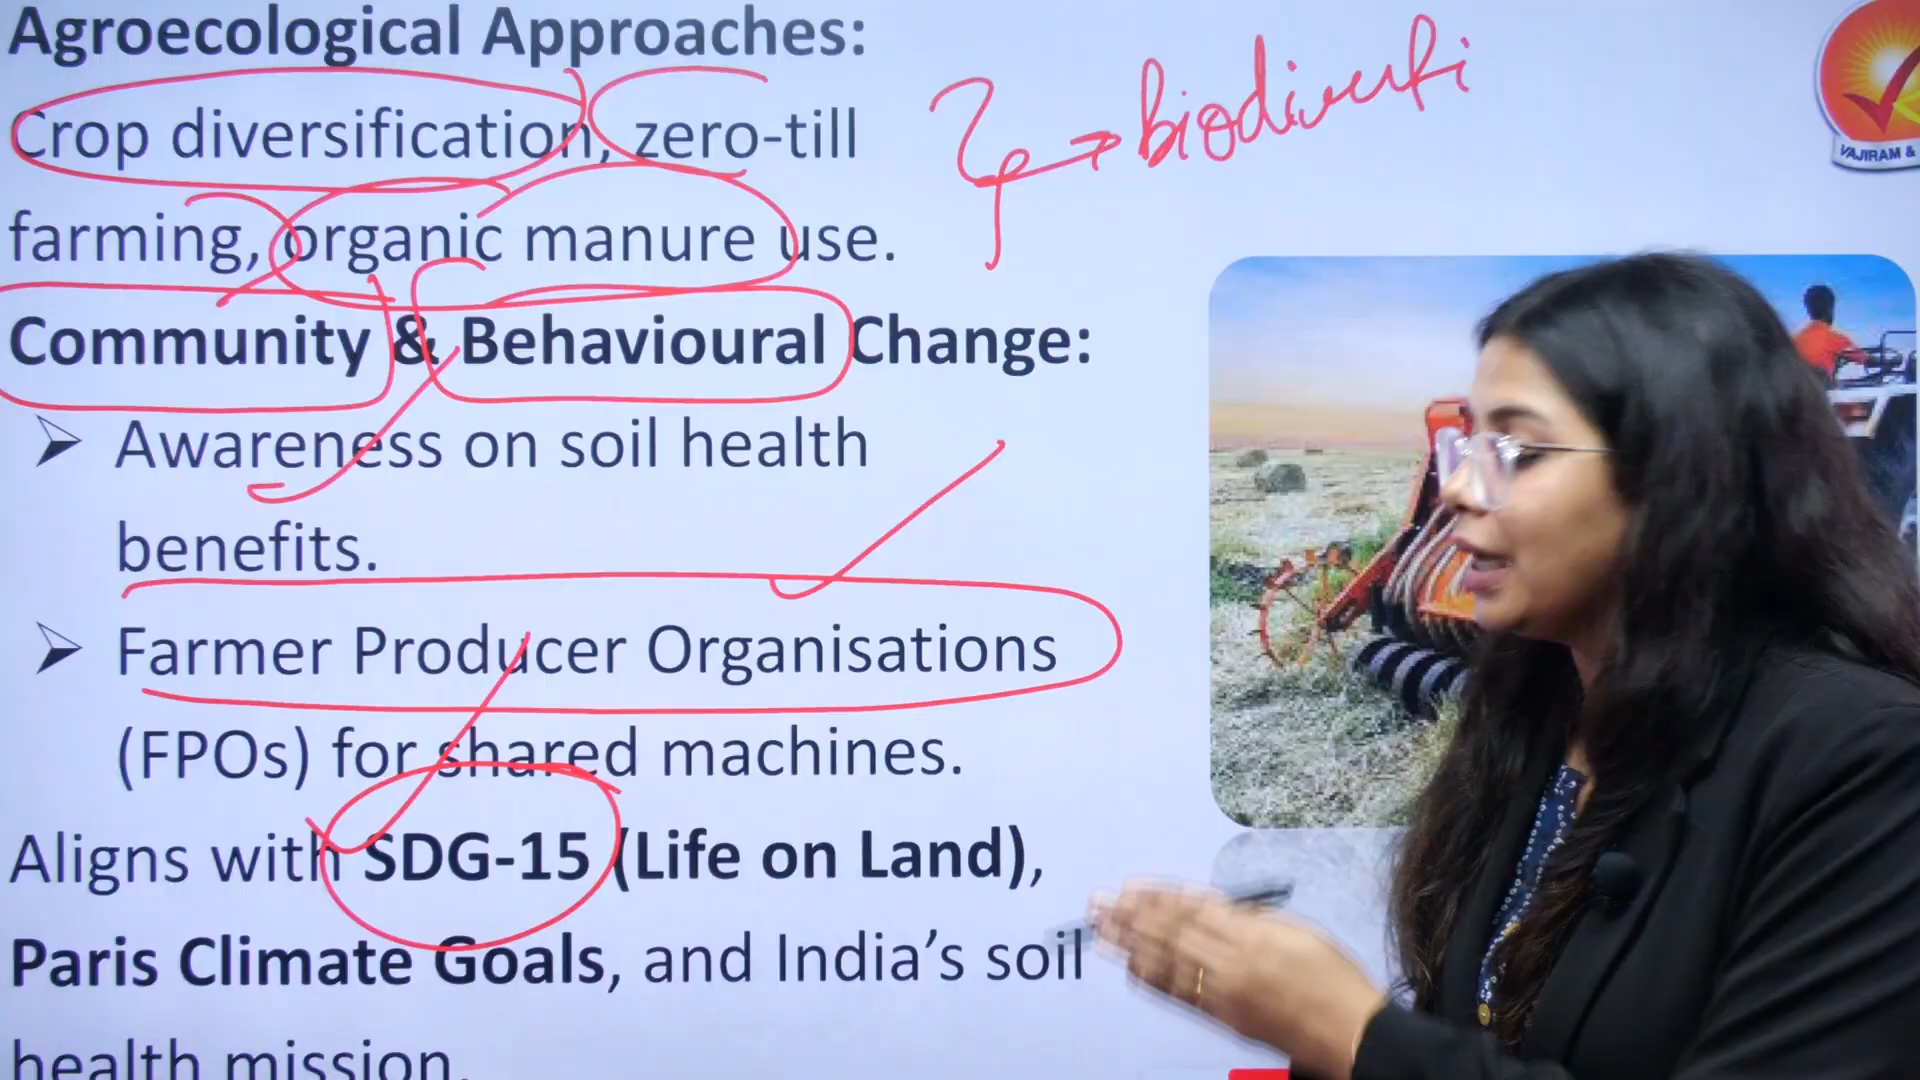 Agroecological Approaches:
Crop diversification, zero-till
farming, organic manure use.
Community & Behavioural Change:
➢ Awareness on soil health
benefits.
➢ Farmer Producer Organisations
(FPOs) for shared machines.
Aligns with SDG-15 (Life on Land),
Paris Climate Goals, and India’s soil
health mission.
VAJIRAM &